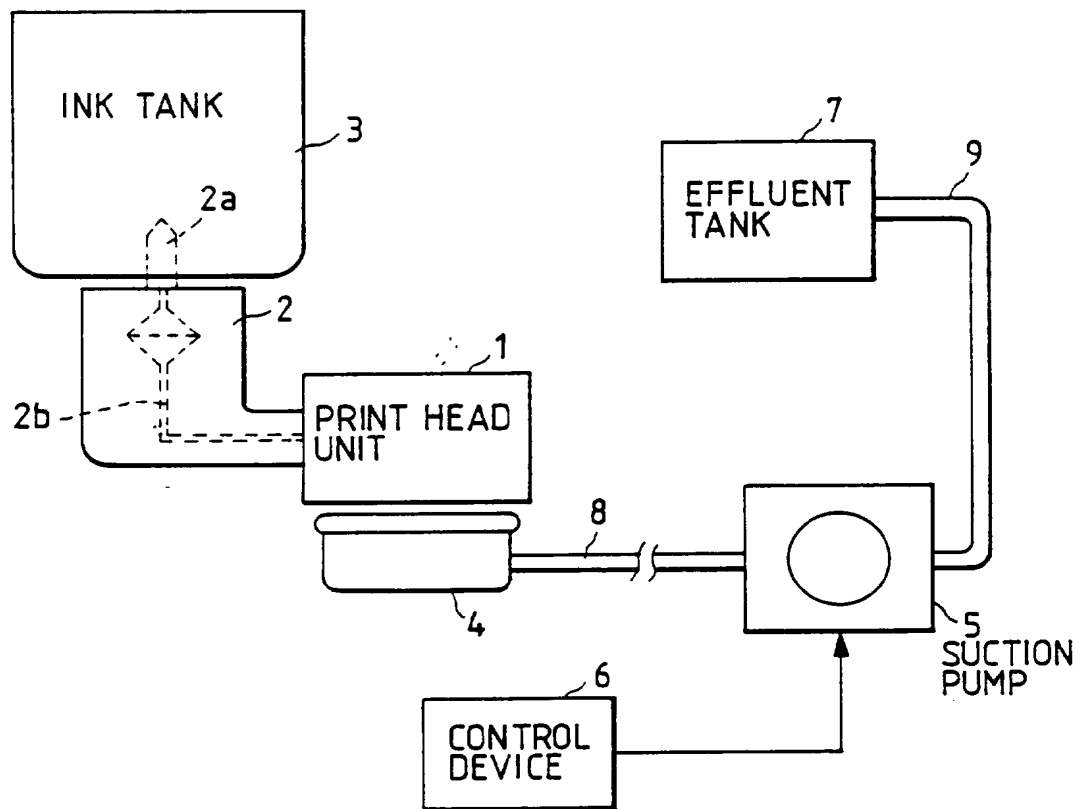 INK TANK
3
2a
2
2b
1
PRINT HEAD
UNIT
4
8
7
EFFLUENT
TANK
9
5
SUCTION
PUMP
6
CONTROL
DEVICE